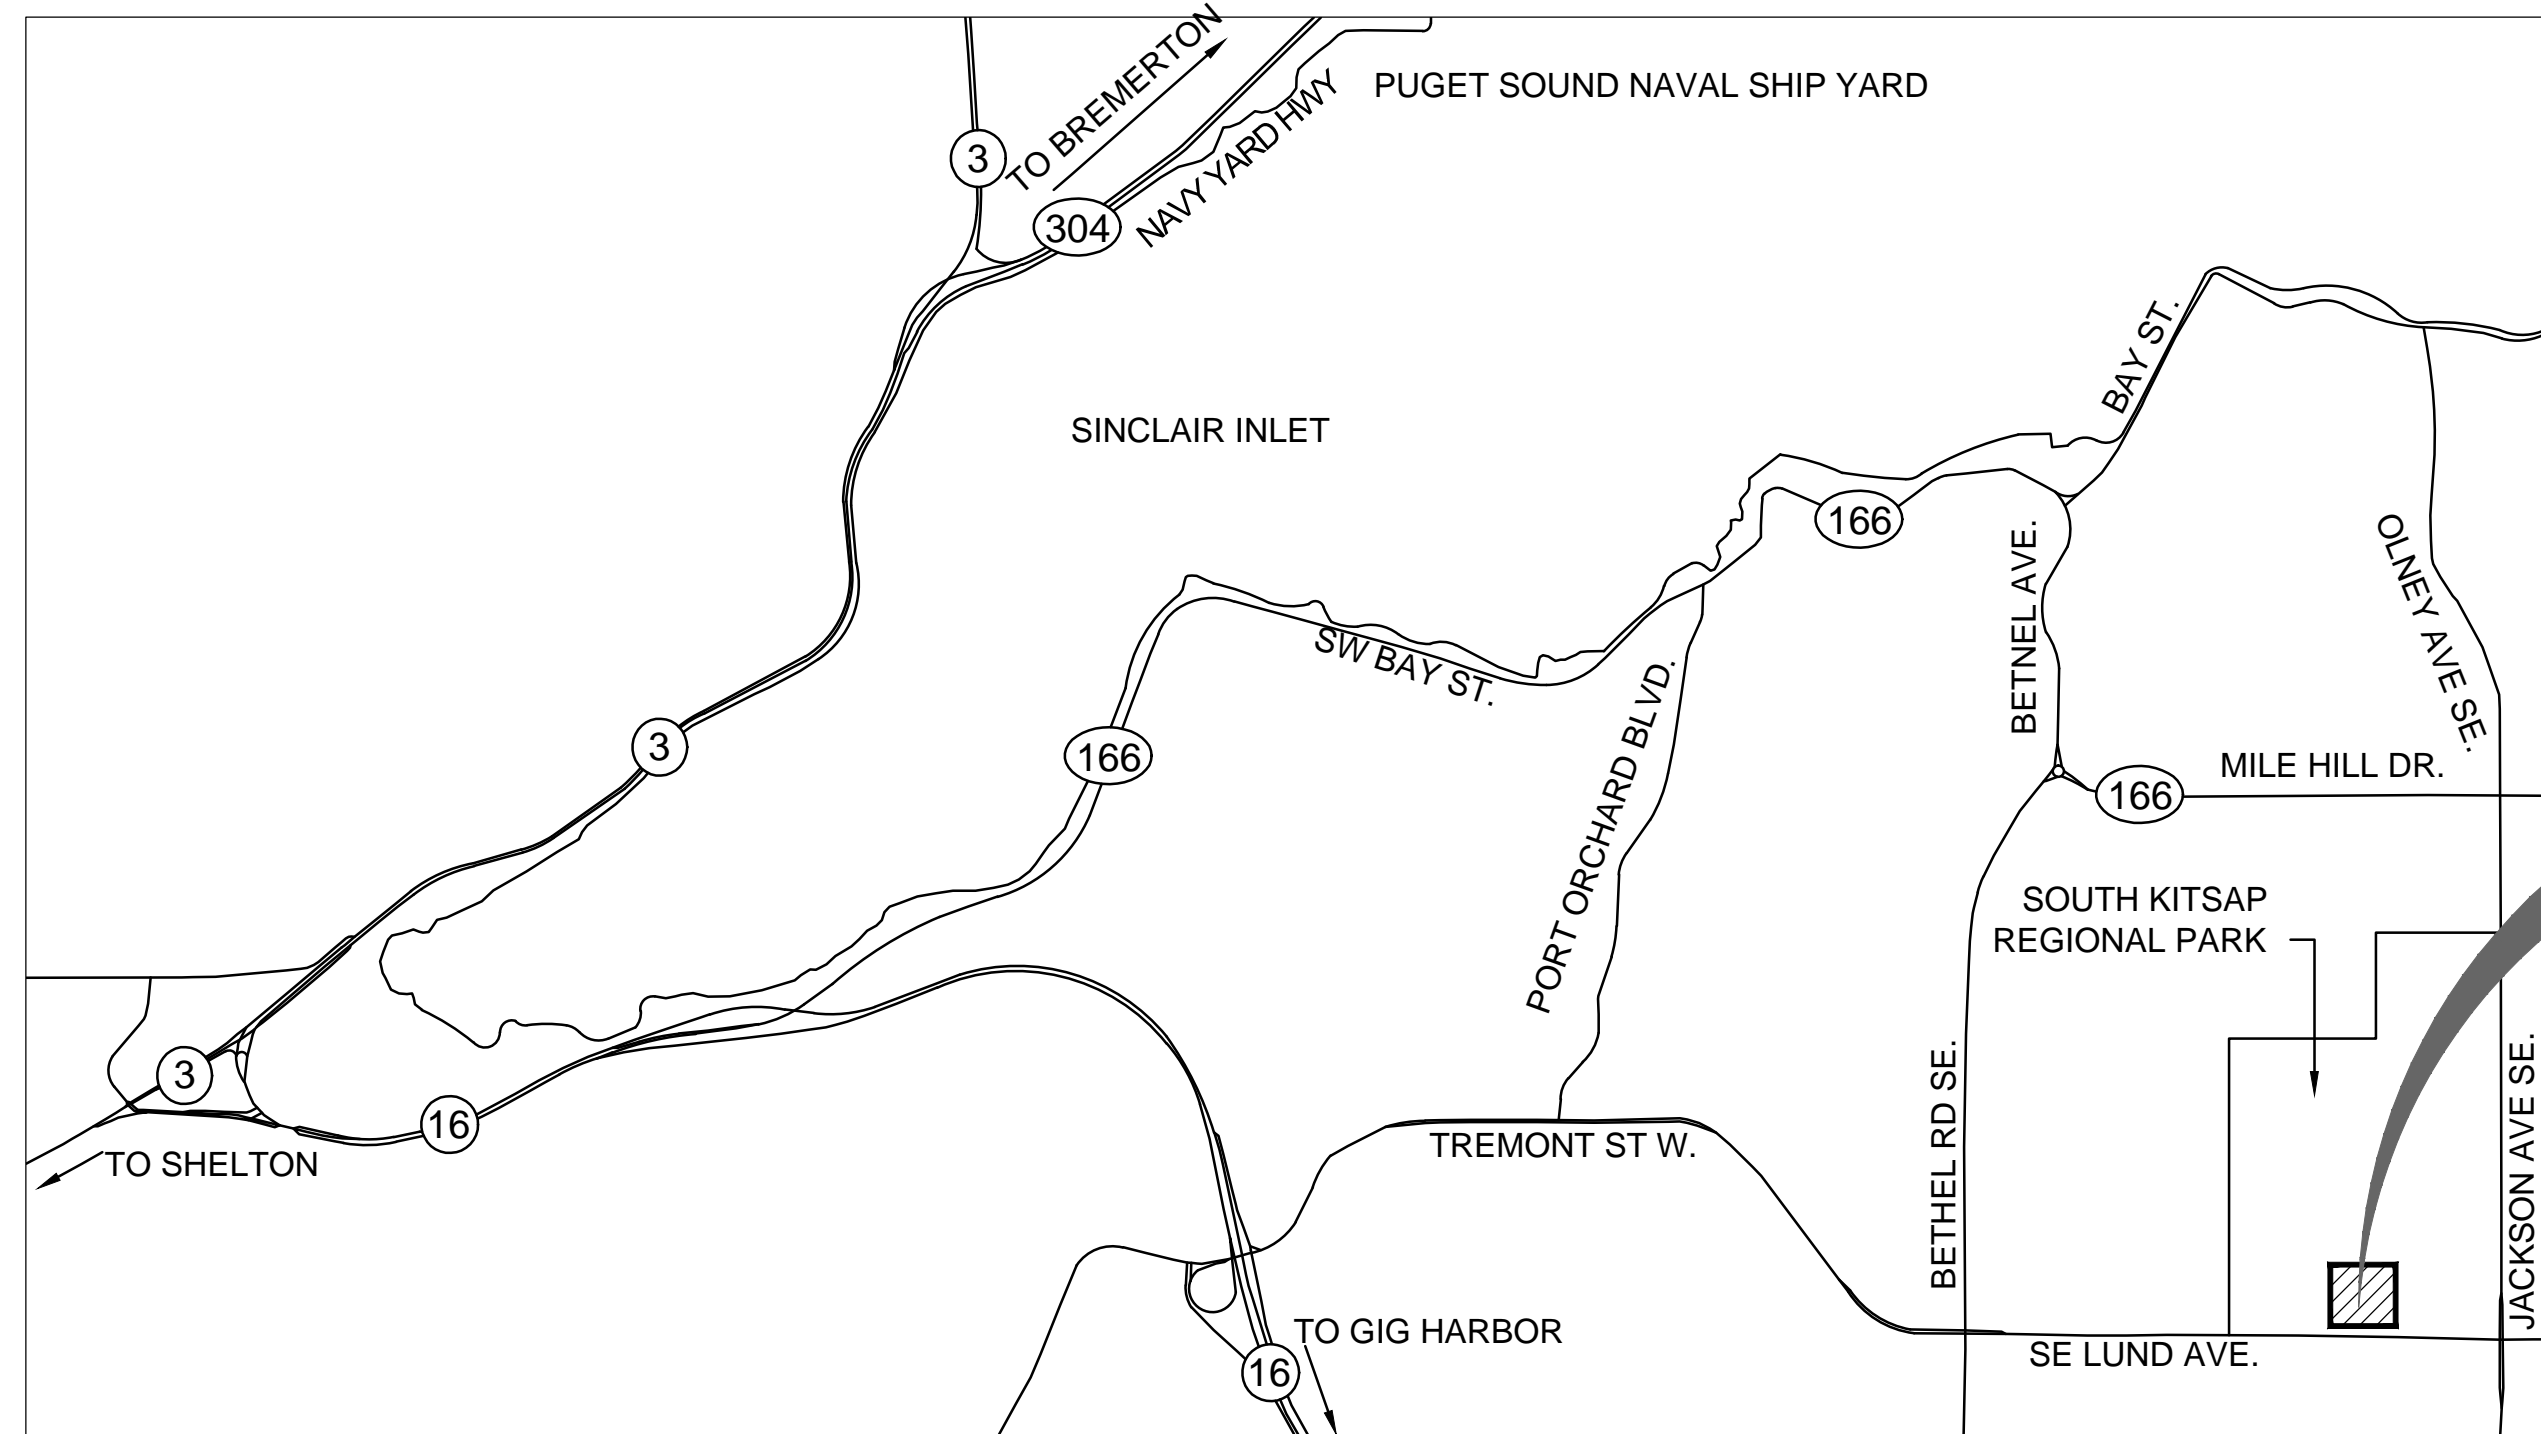 TO BREMERTON
PUGET SOUND NAVAL SHIP YARD
3
NAVY YARD HWY
304
BAY ST.
SINCLAIR INLET
166
BETNEL AVE.
OLNEY AVE SE.
SW BAY ST.
PORT ORCHARD BLVD.
3
166
MILE HILL DR.
166
SOUTH KITSAP
REGIONAL PARK
3
16
TO SHELTON
TREMONT ST W.
BETHEL RD SE.
JACKSON AVE SE.
TO GIG HARBOR
16
SE LUND AVE.